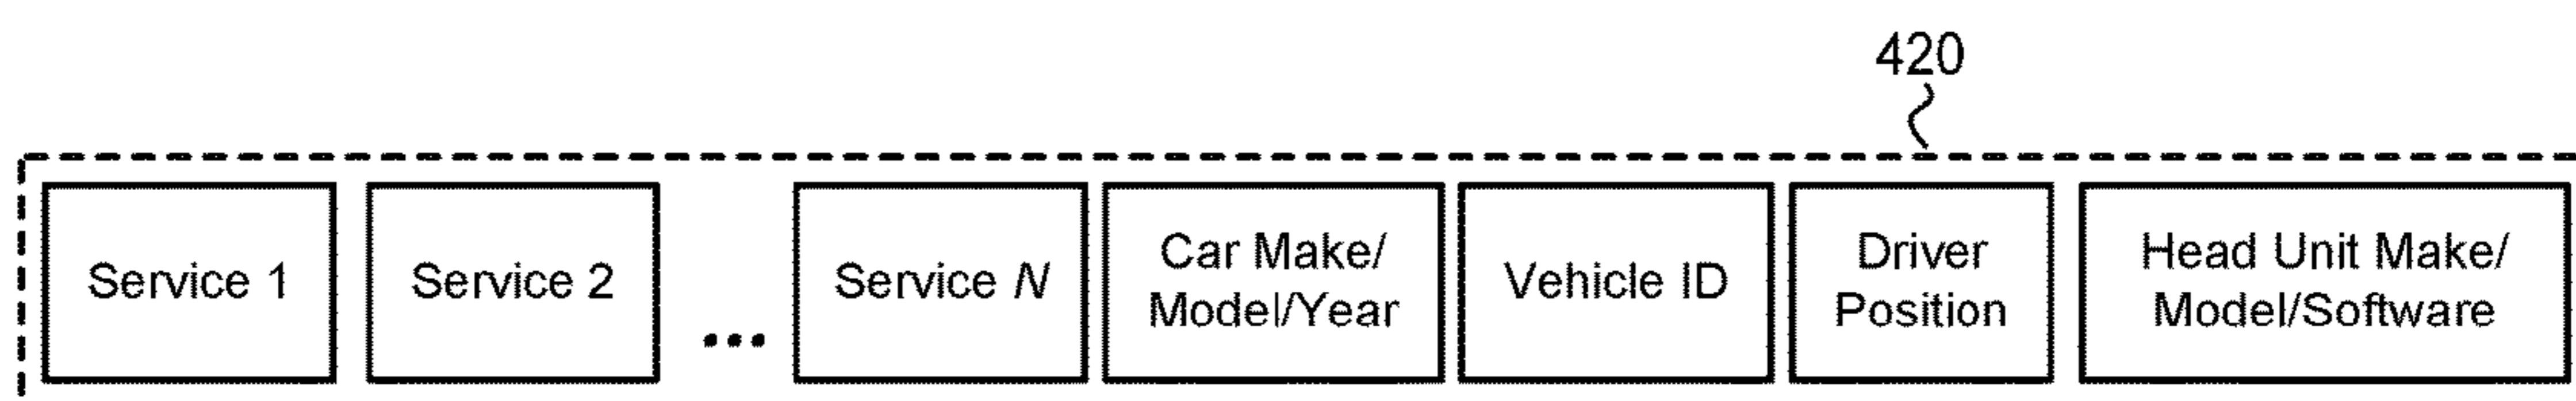 420
Service 1
Service 2
...
Service N
Car Make/
Model/Year
Vehicle ID
Driver
Position
Head Unit Make/
Model/Software